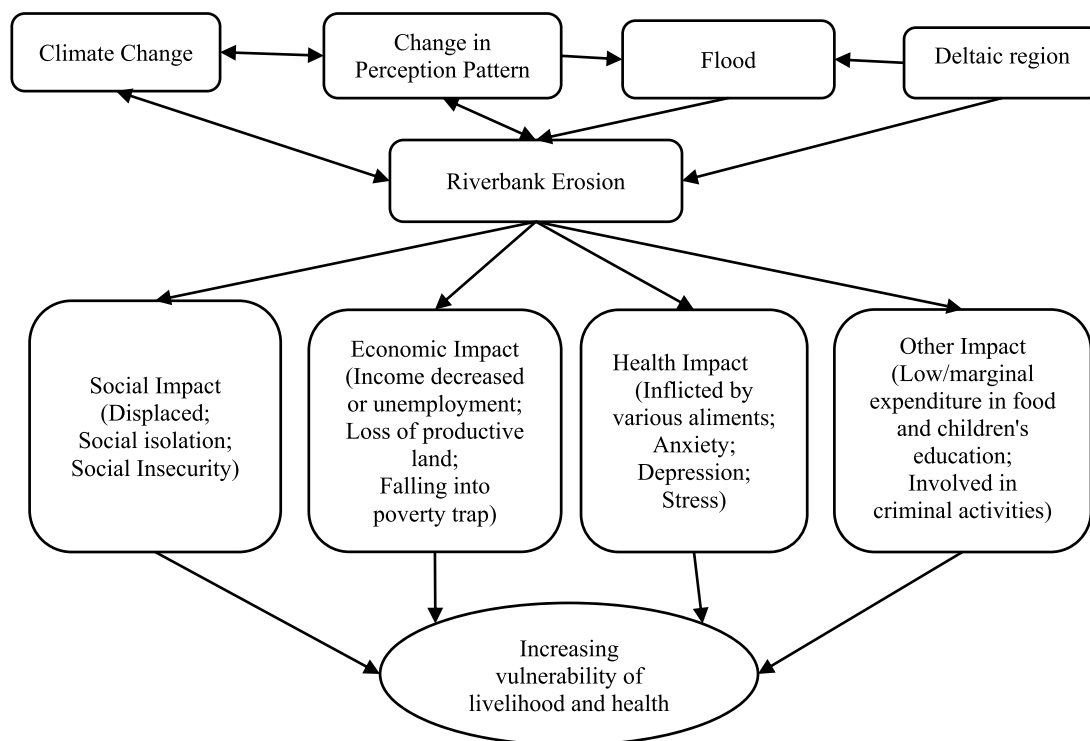 Climate Change
Change in
Perception Pattern
Flood
Deltaic region
Riverbank Erosion
Social Impact
(Displaced;
Social isolation;
Social Insecurity)
Economic Impact
(Income decreased
or unemployment;
Loss of productive
land;
Falling into
poverty trap)
Health Impact
(Inflicted by
various aliments;
Anxiety;
Depression;
Stress)
Other Impact
(Low/marginal
expenditure in food
and children's
education;
Involved in
criminal activities)
Increasing
vulnerability of
livelihood and health